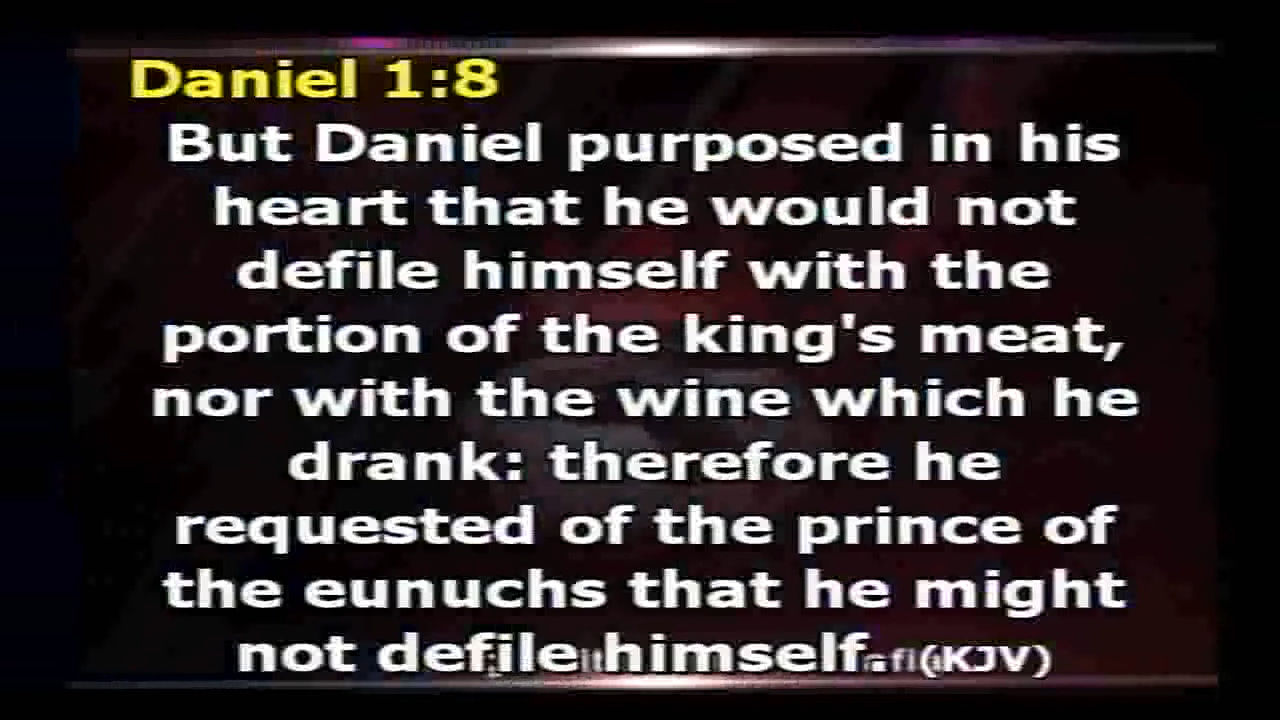 Daniel 1:8
But Daniel purposed in his
heart that he would not
defile himself with the
portion of the king's meat,
nor with the wine which he
drank: therefore he
requested of the prince of
the eunuchs that he might
not defile himself. (KJV)